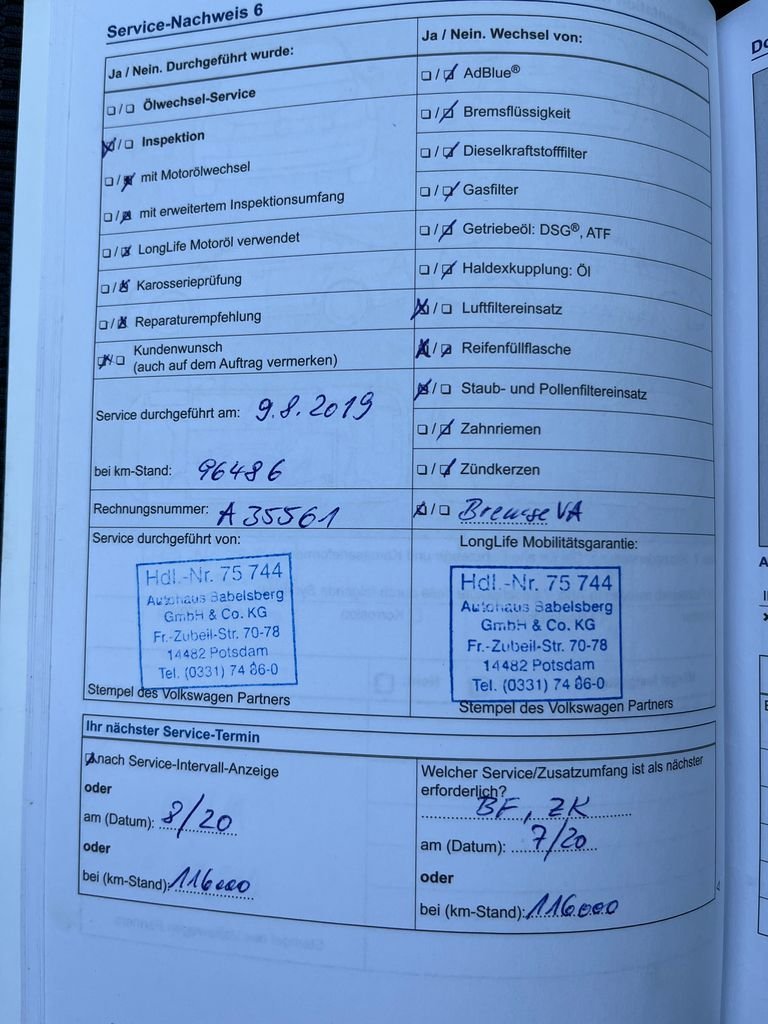 Service-Nachweis 6
Ja / Nein. Durchgeführt wurde:
Ölwechsel-Service
Inspektion
mit Motorölwechsel
mit erweitertem Inspektionsumfang
LongLife Motoröl verwendet
Karosserieprüfung
Reparaturempfehlung
Kundenwunsch
(auch auf dem Auftrag vermerken)
Service durchgeführt am: 9.8.2019
bei km-Stand: 96486
Rechnungsnummer: A 35561
Service durchgeführt von:
Hdl.-Nr. 75 744
Autohaus Babelsberg
GmbH & Co. KG
Fr.-Zubeil-Str. 70-78
14482 Potsdam
Tel. (0331) 74 86-0
Stempel des Volkswagen Partners
Ja / Nein. Wechsel von:
AdBlue®
Bremsflüssigkeit
Dieselkraftstofffilter
Gasfilter
Getriebeöl: DSG®, ATF
Haldexkupplung: Öl
Luftfiltereinsatz
Reifenfüllflasche
Staub- und Pollenfiltereinsatz
Zahnriemen
Zündkerzen
Bremse VA
LongLife Mobilitätsgarantie:
Hdl.-Nr. 75 744
Autohaus Babelsberg
GmbH & Co. KG
Fr.-Zubeil-Str. 70-78
14482 Potsdam
Tel. (0331) 74 86-0
Stempel des Volkswagen Partners
Ihr nächster Service-Termin
nach Service-Intervall-Anzeige
oder
am (Datum): 8/20
oder
bei (km-Stand): 116000
Welcher Service/Zusatzumfang ist als nächster
erforderlich?
BF, ZK
am (Datum): 7/20
oder
bei (km-Stand): 116000